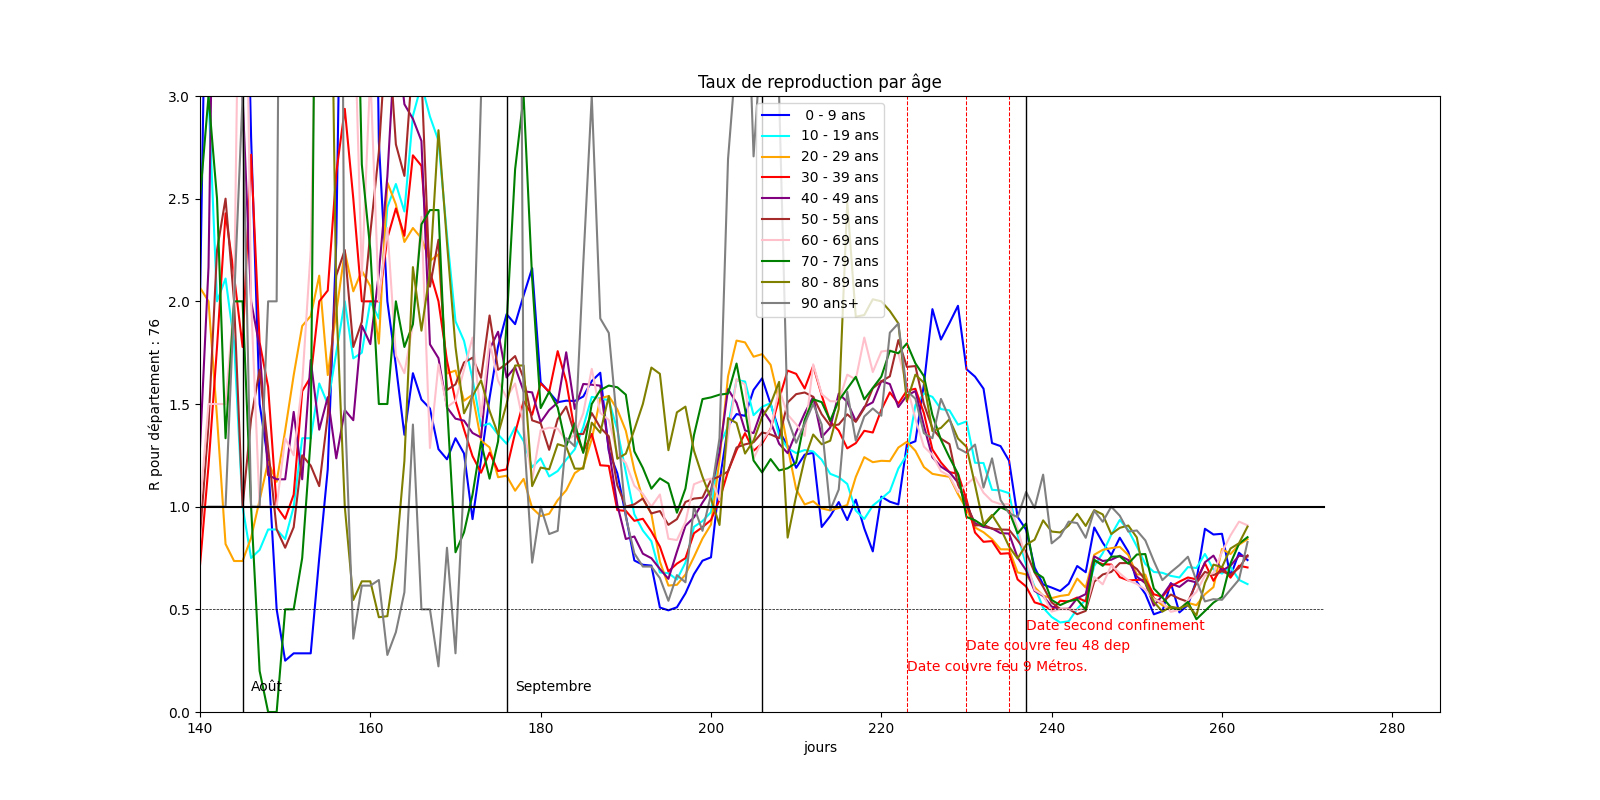 Taux de reproduction par âge
R pour département : 76
3.0
2.5
2.0
1.5
1.0
0.5
0.0
0 - 9 ans
10 - 19 ans
20 - 29 ans
30 - 39 ans
40 - 49 ans
50 - 59 ans
60 - 69 ans
70 - 79 ans
80 - 89 ans
90 ans+
Date second confinement
Date couvre feu 48 dep
Date couvre feu 9 Métros.
Août
Septembre
140
160
180
200
220
240
260
280
jours